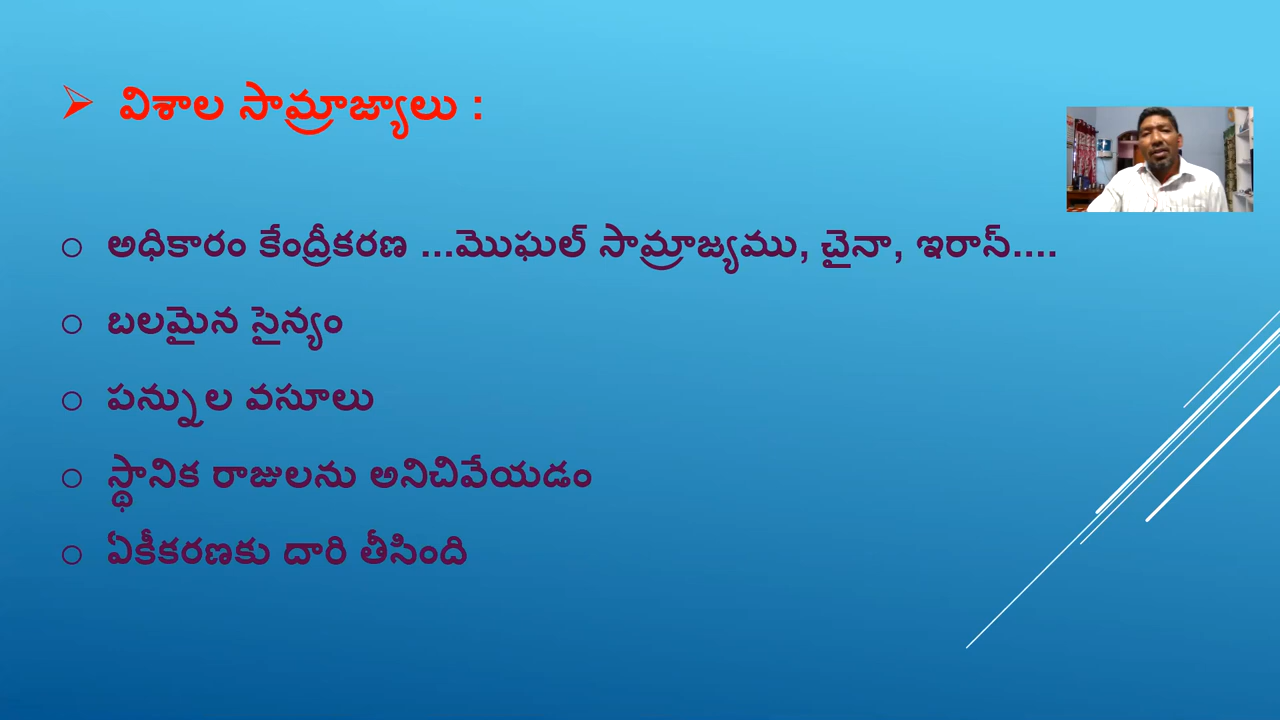 విశాల సామ్రాజ్యాలు :
అధికారం కేంద్రీకరణ ...మొఘల్ సామ్రాజ్యము, చైనా, ఇరాస్....
బలమైన సైన్యం
పన్నుల వసూలు
స్థానిక రాజులను అనిచివేయడం
ఏకీకరణకు దారి తీసింది